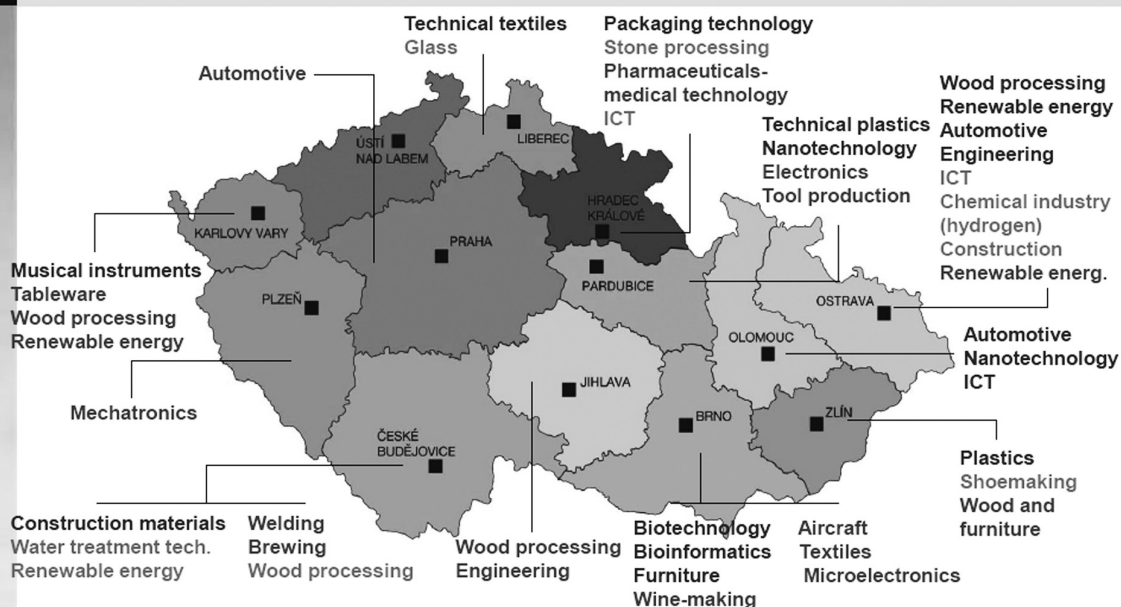 Technical textiles
Glass
Packaging technology
Stone processing
Pharmaceuticals-
medical technology
ICT
Automotive
Wood processing
Renewable energy
Automotive
Engineering
ICT
Chemical industry
(hydrogen)
Construction
Renewable energ.
Technical plastics
Nanotechnology
Electronics
Tool production
ÚSTÍ
NAD LABEM
LIBEREC
HRADEC
KRÁLOVÉ
KARLOVY VARY
PRAHA
PARDUBICE
PLZEŇ
OSTRAVA
OLOMOUC
JIHLAVA
BRNO
ZLÍN
ČESKÉ
BUDĚJOVICE
Musical instruments
Tableware
Wood processing
Renewable energy
Automotive
Nanotechnology
ICT
Mechatronics
Plastics
Shoemaking
Wood and
furniture
Construction materials
Water treatment tech.
Renewable energy
Welding
Brewing
Wood processing
Wood processing
Engineering
Biotechnology
Bioinformatics
Furniture
Wine-making
Aircraft
Textiles
Microelectronics